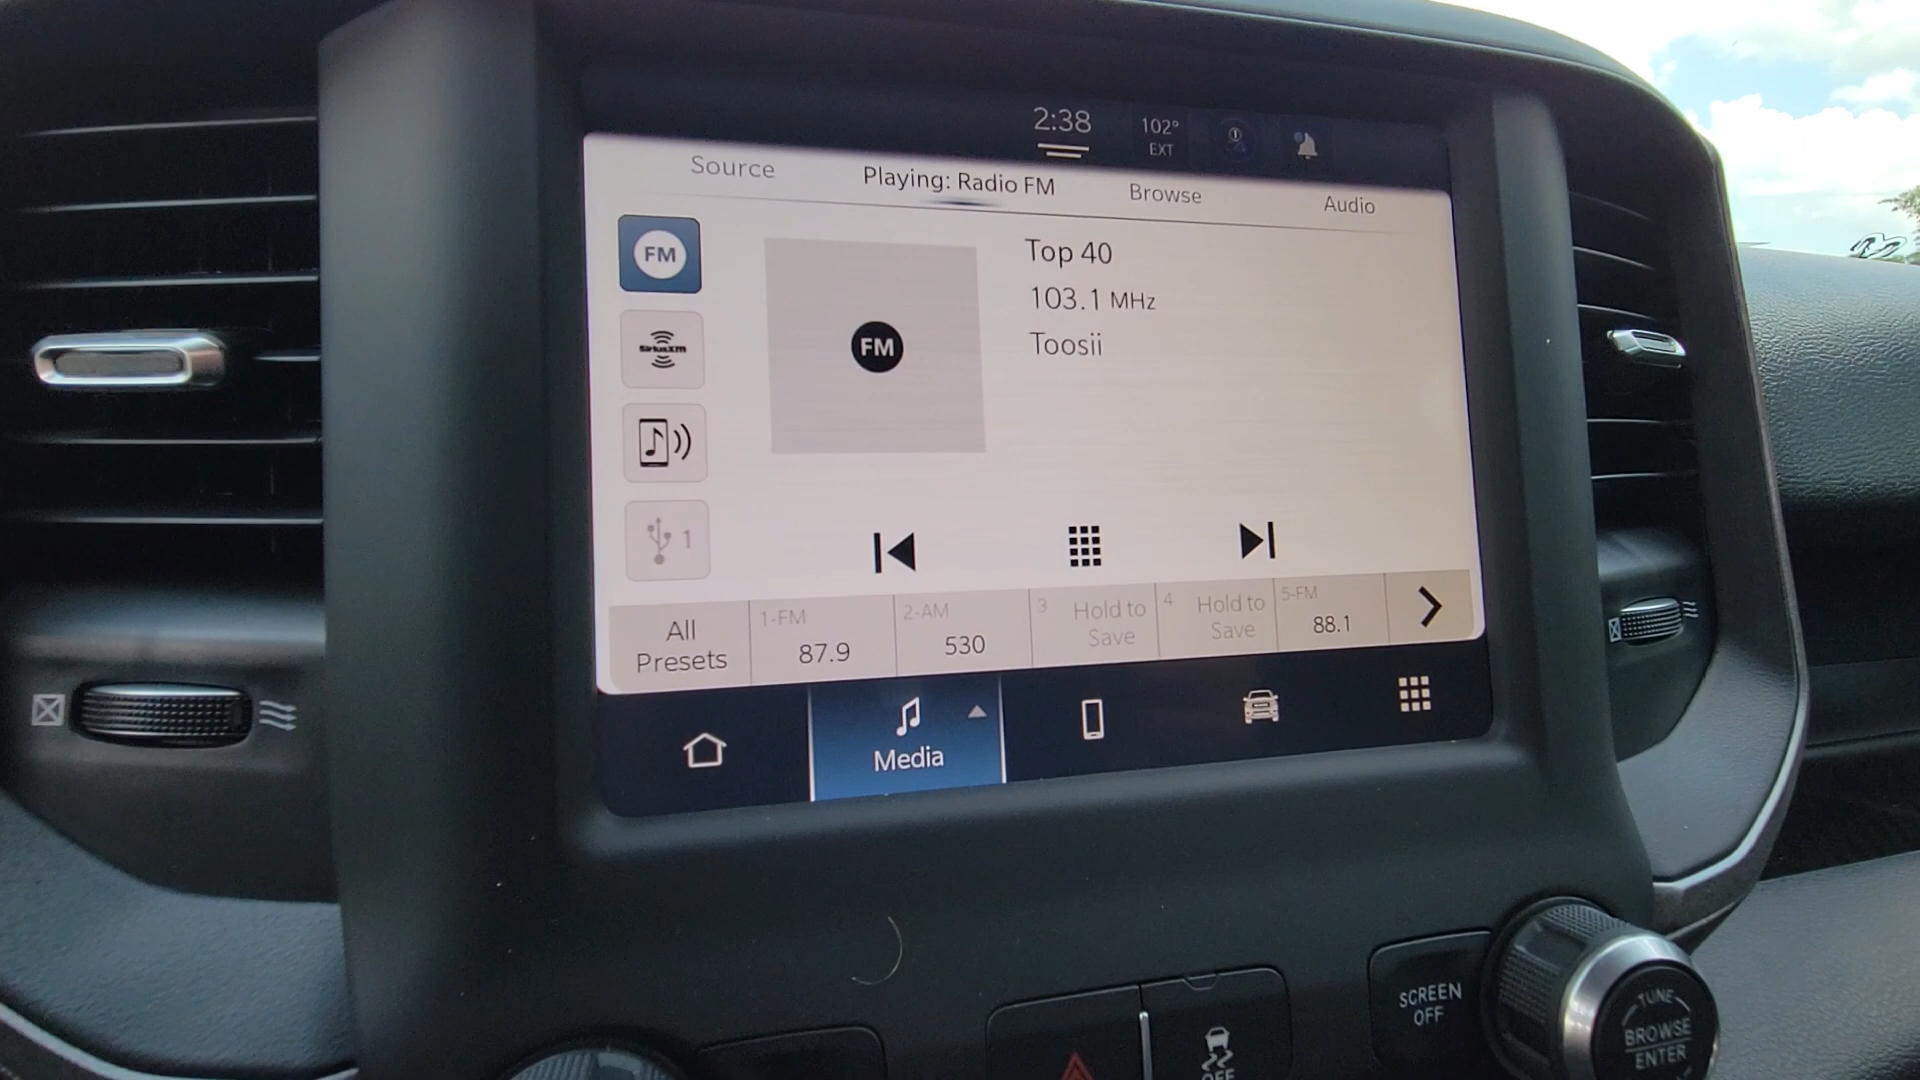 2:38
102°
EXT
Source
Playing: Radio FM
Browse
Audio
FM
SiriusXM
1
FM
Top 40
103.1 MHz
Toosii
All
Presets
1-FM
87.9
2-AM
530
3
Hold to
Save
4
Hold to
Save
5-FM
88.1
Media
SCREEN
OFF
OFF
TUNE
BROWSE
ENTER